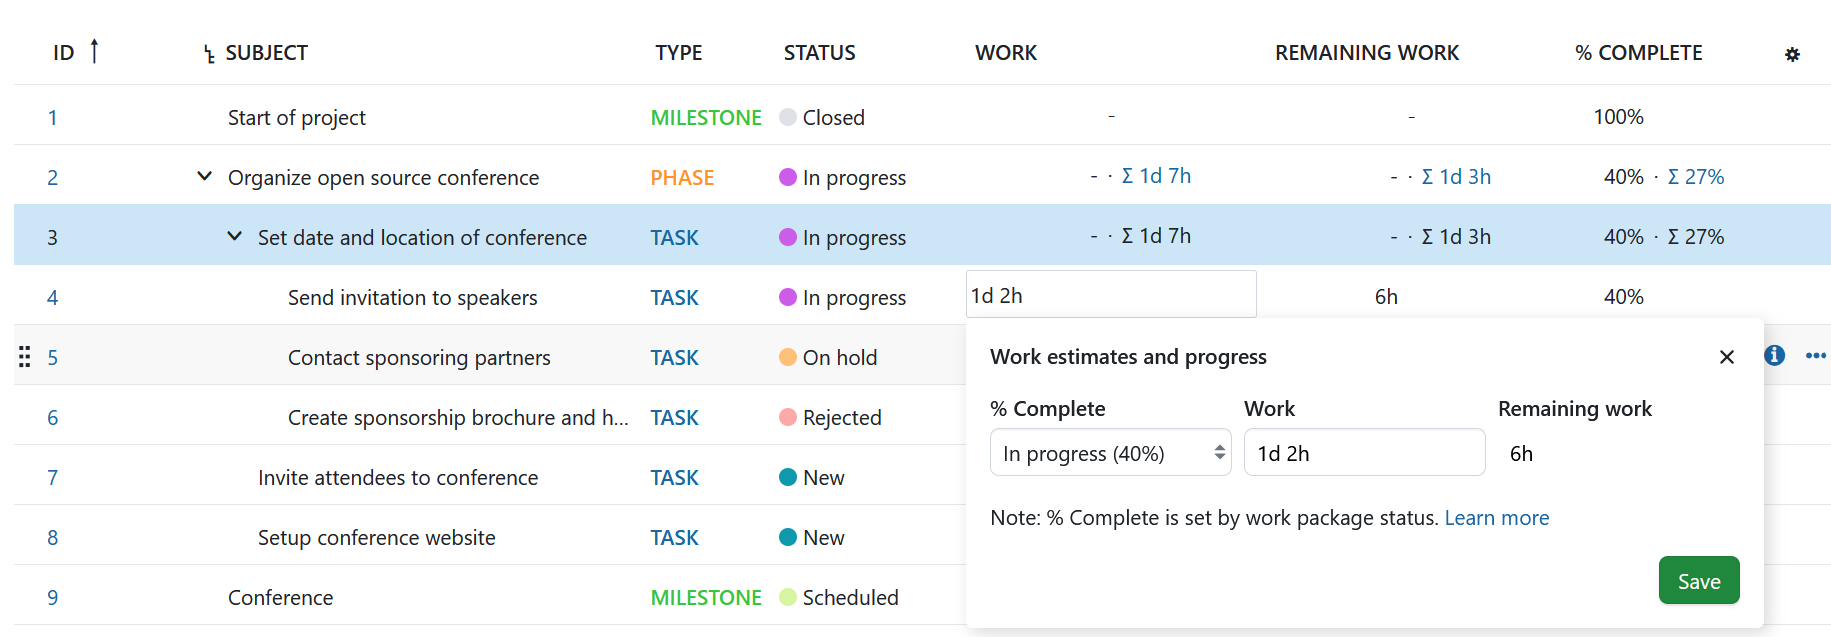 ID SUBJECT TYPE STATUS WORK REMAINING WORK % COMPLETE
1 Start of project MILESTONE Closed - - 100%
2 Organize open source conference PHASE In progress - · Σ 1d 7h - · Σ 1d 3h 40% · Σ 27%
3 Set date and location of conference TASK In progress - · Σ 1d 7h - · Σ 1d 3h 40% · Σ 27%
4 Send invitation to speakers TASK In progress 1d 2h 6h 40%
5 Contact sponsoring partners TASK On hold
6 Create sponsorship brochure and h... TASK Rejected
7 Invite attendees to conference TASK New
8 Setup conference website TASK New
9 Conference MILESTONE Scheduled
Work estimates and progress
% Complete Work Remaining work
In progress (40%) 1d 2h 6h
Note: % Complete is set by work package status. Learn more
Save